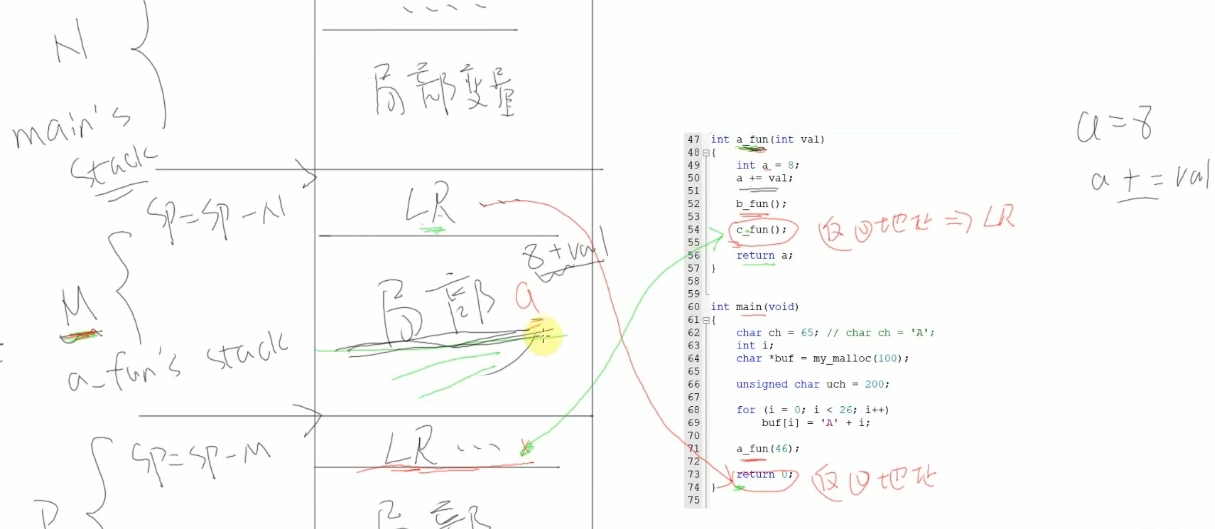 ....
N
局部变量
main's
stack
SP=SP-N
LR
8+val
局部 a
M
a_fun's stack
SP=SP-M
LR ...
局部
47 int a_fun(int val)
48 {
49 int a = 8;
50 a += val;
51
52 b_fun();
53
54 c_fun(); 返回地址 => LR
55
56 return a;
57 }
58
59
60 int main(void)
61 {
62 char ch = 65; // char ch = 'A';
63 int i;
64 char *buf = my_malloc(100);
65
66 unsigned char uch = 200;
67
68 for (i = 0; i < 26; i++)
69 buf[i] = 'A' + i;
70
71 a_fun(46);
72
73 return 0; 返回地址
74 }
75
a=8
a+=val